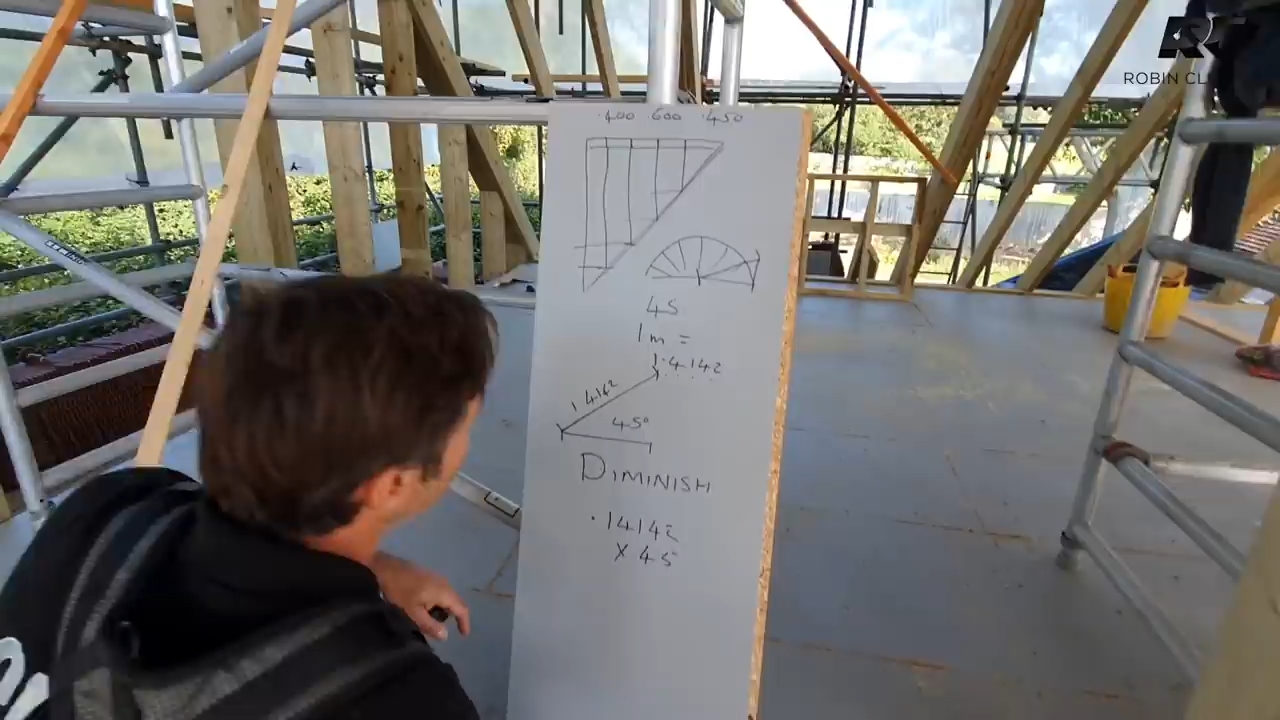 ROBIN CL
.400 .600 .450
45
1m =
1.4142
1.4142
45°
DIMINISH
.14142
X 45